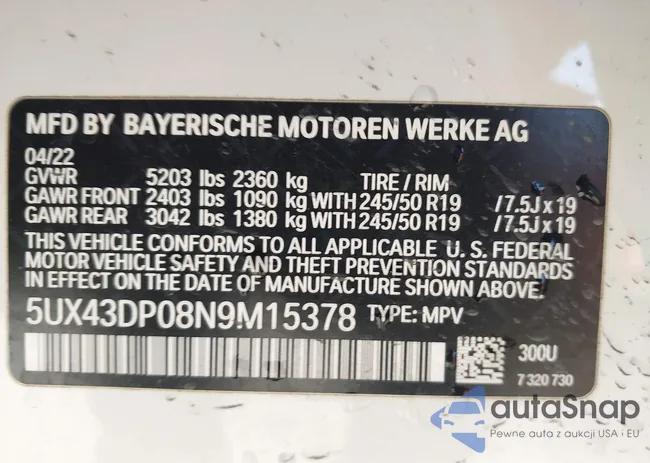 MFD BY BAYERISCHE MOTOREN WERKE AG
04/22
GVWR 5203 lbs 2360 kg TIRE / RIM
GAWR FRONT 2403 lbs 1090 kg WITH 245/50 R19 /7.5J x 19
GAWR REAR 3042 lbs 1380 kg WITH 245/50 R19 /7.5J x 19
THIS VEHICLE CONFORMS TO ALL APPLICABLE U. S. FEDERAL
MOTOR VEHICLE SAFETY AND THEFT PREVENTION STANDARDS
IN EFFECT ON THE DATE OF MANUFACTURE SHOWN ABOVE.
5UX43DP08N9M15378 TYPE: MPV
300U
7 320 730
autaSnap
Pewne auta z aukcji USA i EU